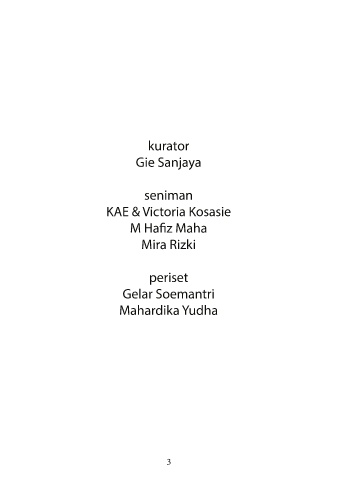 kurator
Gie Sanjaya
seniman
KAE & Victoria Kosasie
M Hafiz Maha
Mira Rizki
periset
Gelar Soemantri
Mahardika Yudha
3